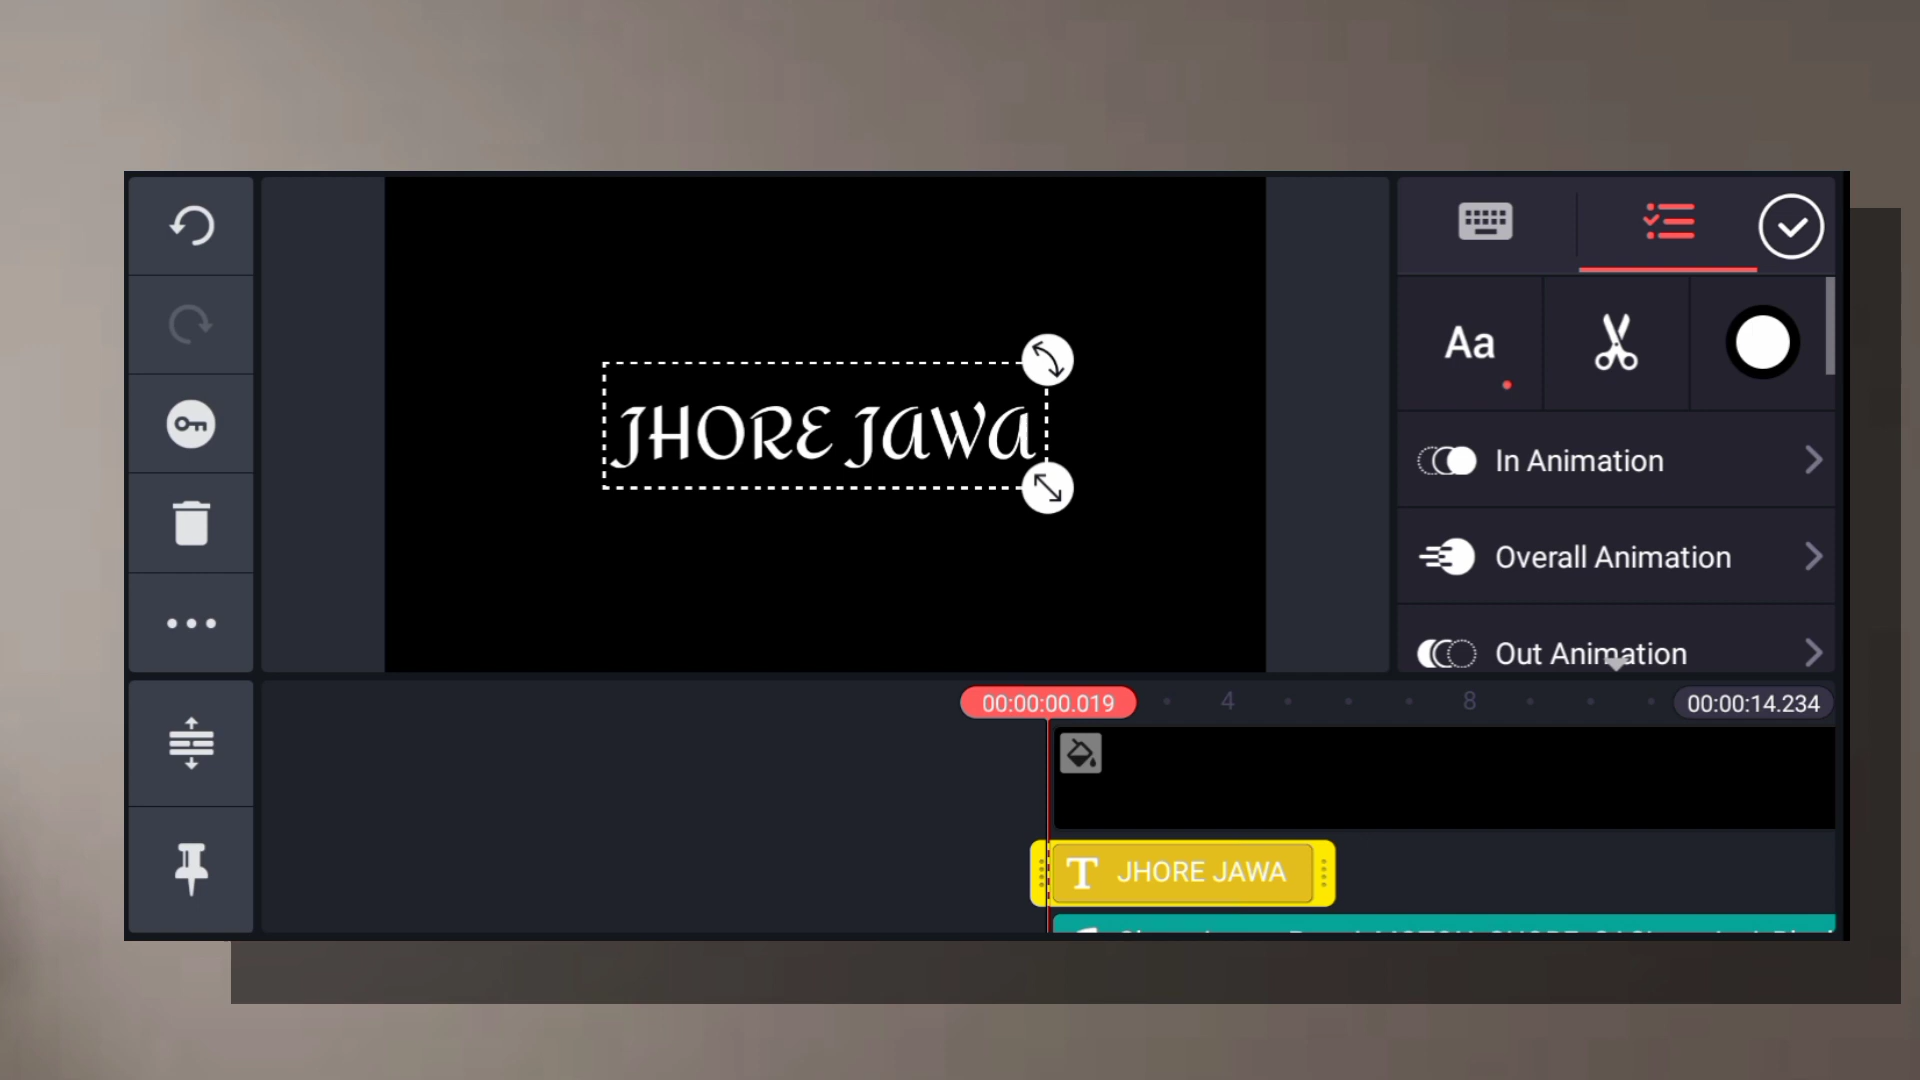 JHORE JAWA
Aa
In Animation
Overall Animation
Out Animation
00:00:00.019
4
8
00:00:14.234
T JHORE JAWA